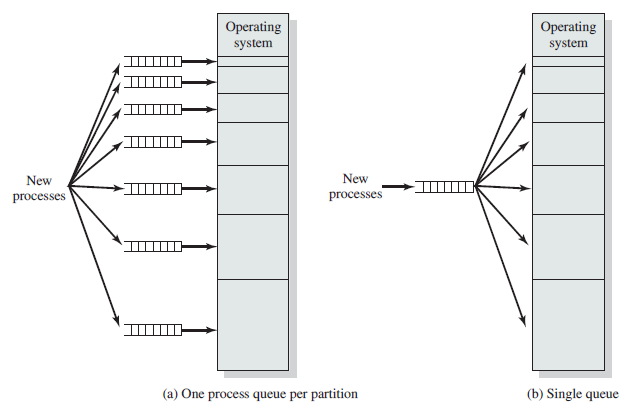 Operating
system
New
processes
(a) One process queue per partition
Operating
system
New
processes
(b) Single queue